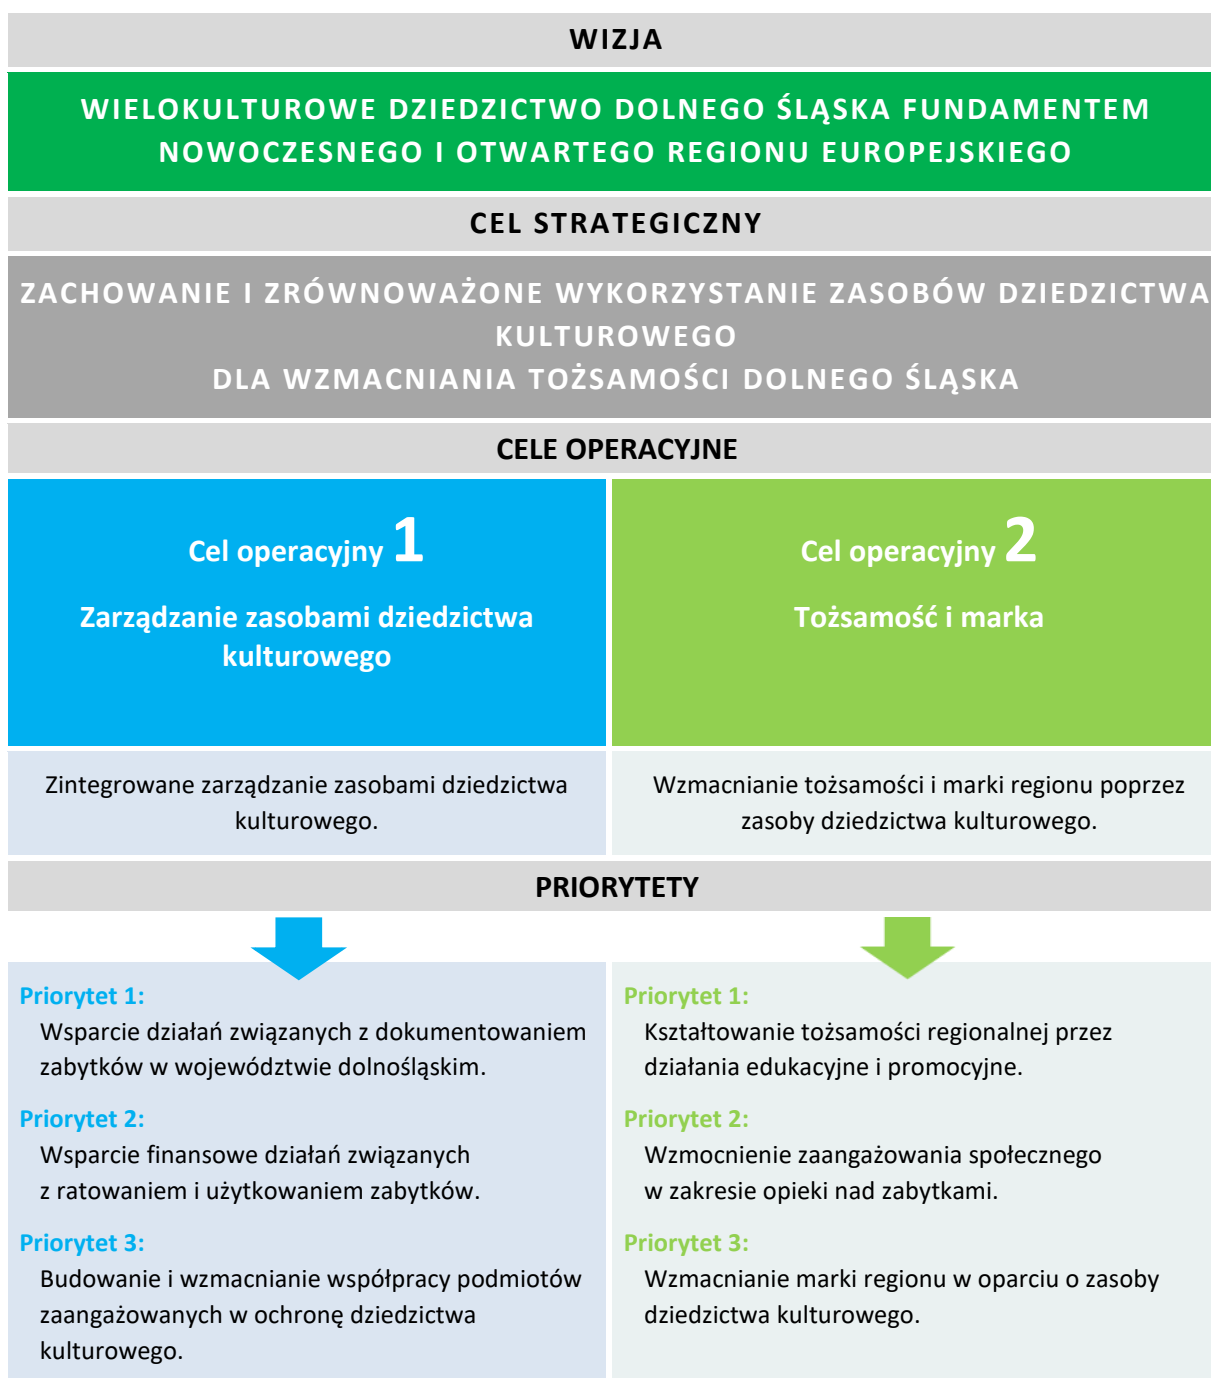 WIZJA
WIELOKULTUROWE DZIEDZICTWO DOLNEGO ŚLĄSKA FUNDAMENTEM
NOWOCZESNEGO I OTWARTEGO REGIONU EUROPEJSKIEGO
CEL STRATEGICZNY
ZACHOWANIE I ZRÓWNOWAŻONE WYKORZYSTANIE ZASOBÓW DZIEDZICTWA
KULTUROWEGO
DLA WZMACNIANIA TOŻSAMOŚCI DOLNEGO ŚLĄSKA
CELE OPERACYJNE
Cel operacyjny 1
Zarządzanie zasobami dziedzictwa
kulturowego
Cel operacyjny 2
Tożsamość i marka
Zintegrowane zarządzanie zasobami dziedzictwa
kulturowego.
Wzmacnianie tożsamości i marki regionu poprzez
zasoby dziedzictwa kulturowego.
PRIORYTETY
Priorytet 1:
Wsparcie działań związanych z dokumentowaniem
zabytków w województwie dolnośląskim.
Priorytet 2:
Wsparcie finansowe działań związanych
z ratowaniem i użytkowaniem zabytków.
Priorytet 3:
Budowanie i wzmacnianie współpracy podmiotów
zaangażowanych w ochronę dziedzictwa
kulturowego.
Priorytet 1:
Kształtowanie tożsamości regionalnej przez
działania edukacyjne i promocyjne.
Priorytet 2:
Wzmocnienie zaangażowania społecznego
w zakresie opieki nad zabytkami.
Priorytet 3:
Wzmacnianie marki regionu w oparciu o zasoby
dziedzictwa kulturowego.